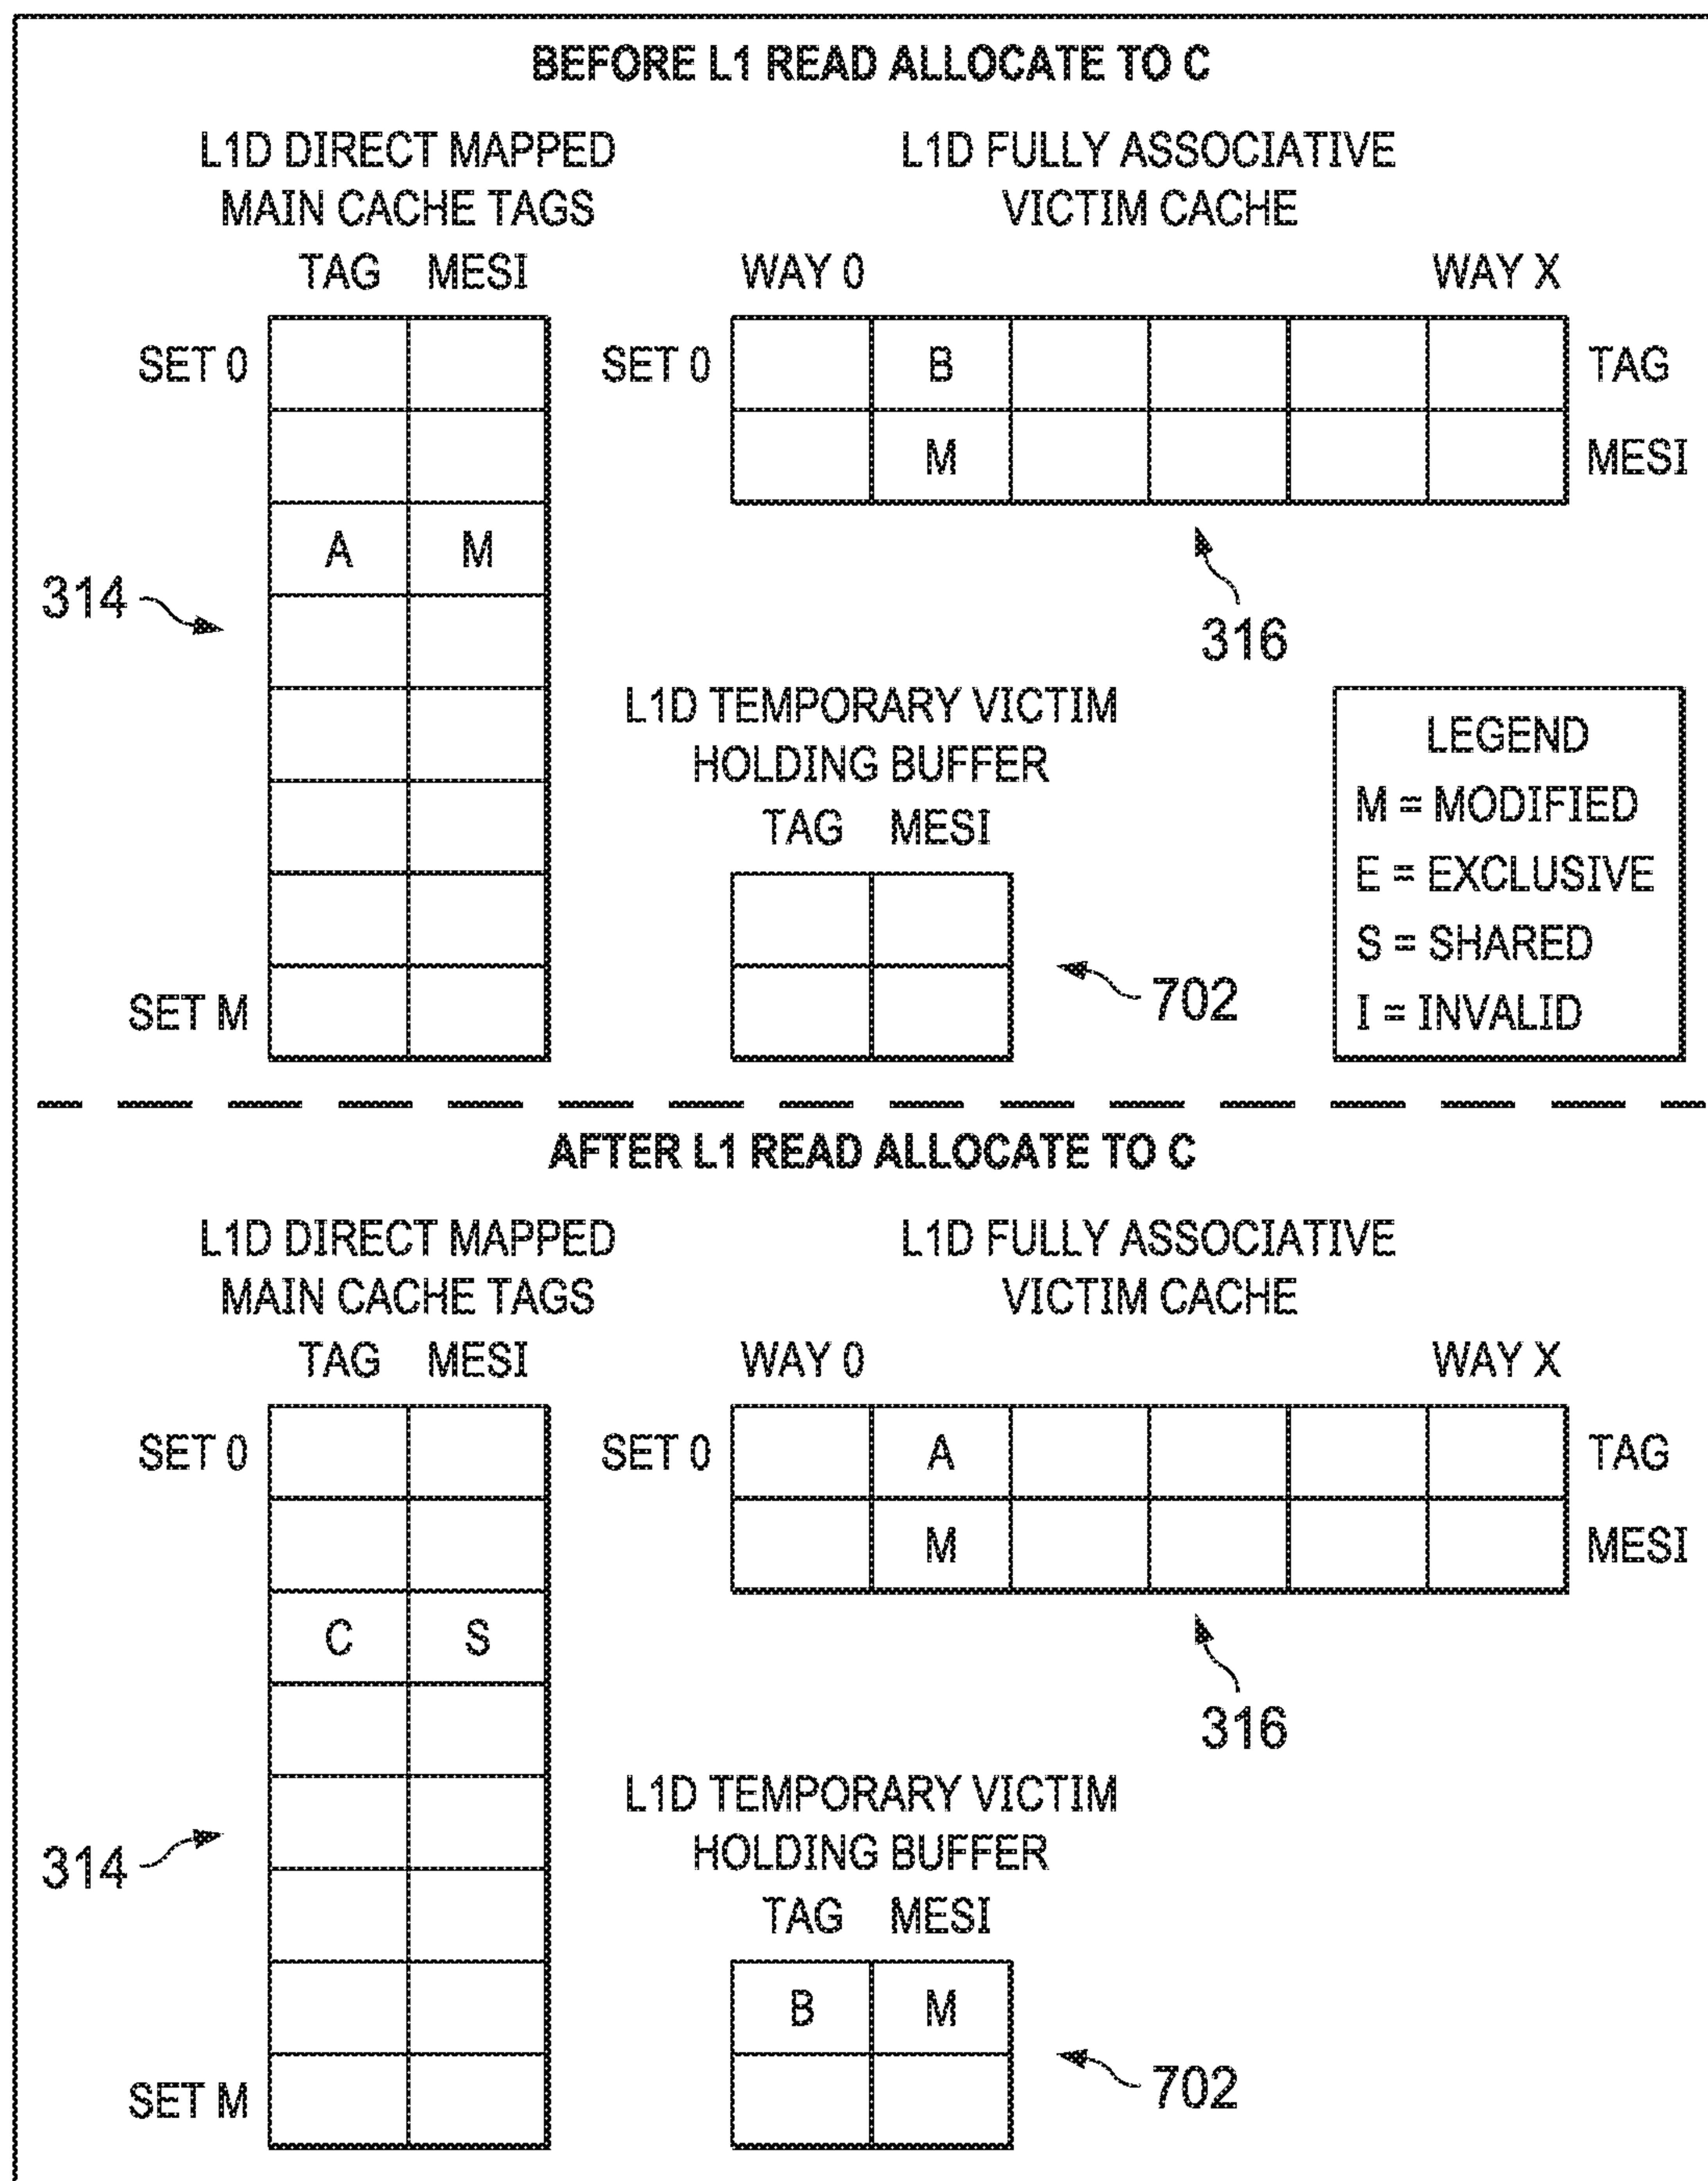 BEFORE L1 READ ALLOCATE TO C
L1D DIRECT MAPPED
MAIN CACHE TAGS
L1D FULLY ASSOCIATIVE
VICTIM CACHE
TAG MESI
WAY 0 WAY X
SET 0
SET 0 B TAG
M MESI
A M
314
316
L1D TEMPORARY VICTIM
HOLDING BUFFER
TAG MESI
702
SET M
LEGEND
M = MODIFIED
E = EXCLUSIVE
S = SHARED
I = INVALID
AFTER L1 READ ALLOCATE TO C
L1D DIRECT MAPPED
MAIN CACHE TAGS
L1D FULLY ASSOCIATIVE
VICTIM CACHE
TAG MESI
WAY 0 WAY X
SET 0
SET 0 A TAG
M MESI
C S
314
316
L1D TEMPORARY VICTIM
HOLDING BUFFER
TAG MESI
B M
702
SET M